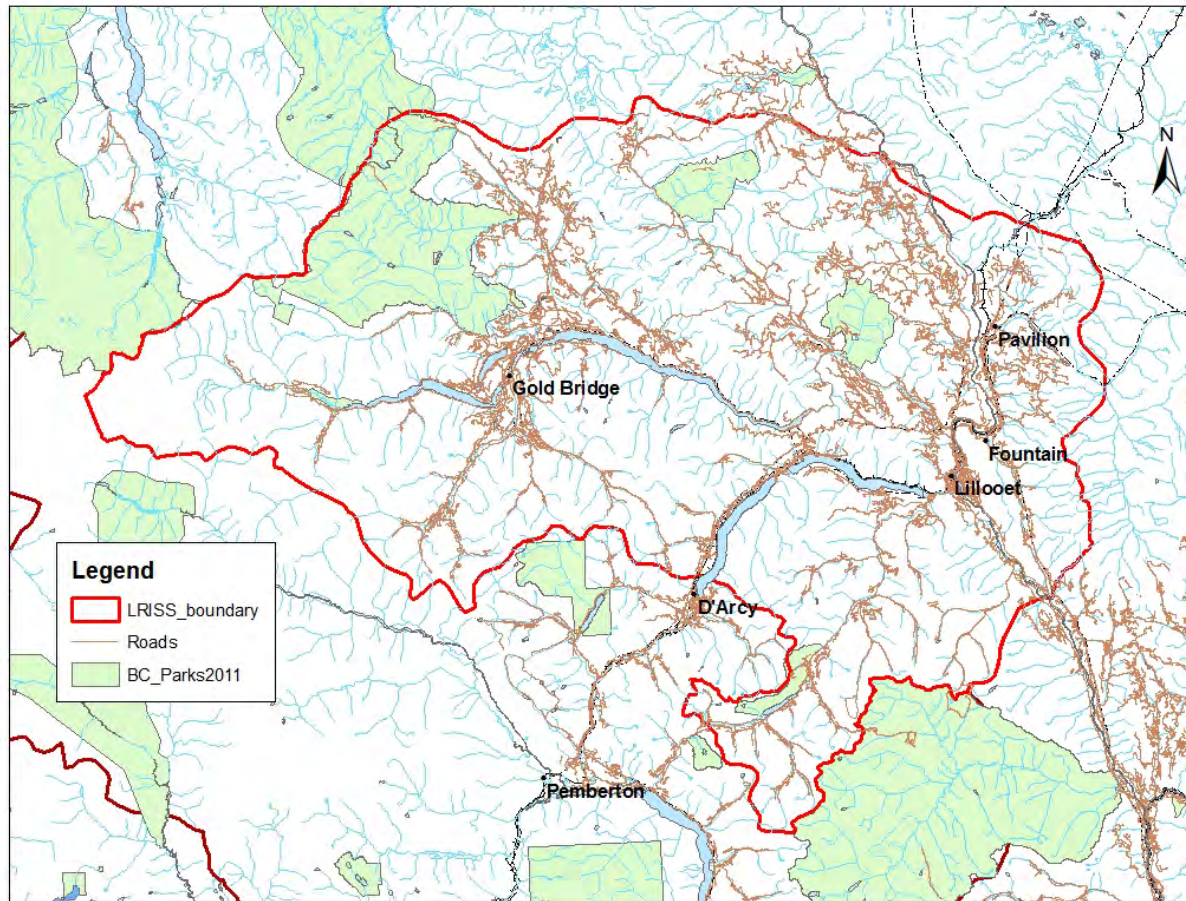 N
Pavilion
Gold Bridge
Fountain
Lillooet
Legend
LRISS_boundary
Roads
BC_Parks2011
D'Arcy
Pemberton